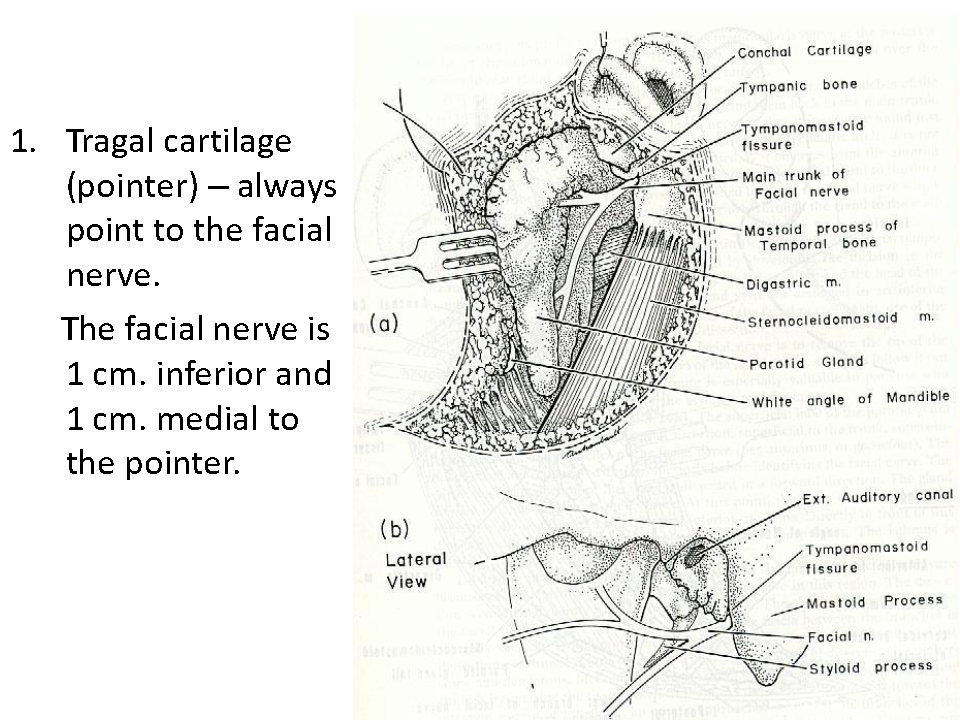 1. Tragal cartilage
(pointer) – always
point to the facial
nerve.
The facial nerve is
1 cm. inferior and
1 cm. medial to
the pointer.
Conchal Cartilage
Tympanic bone
Tympanomastoid
fissure
Main trunk of
Facial nerve
Mastoid process of
Temporal bone
Digastric m.
Sternocleidomastoid m.
Parotid Gland
White angle of Mandible
(a)
(b)
Lateral
View
Ext. Auditory canal
Tympanomastoid
fissure
Mastoid Process
Facial n.
Styloid process